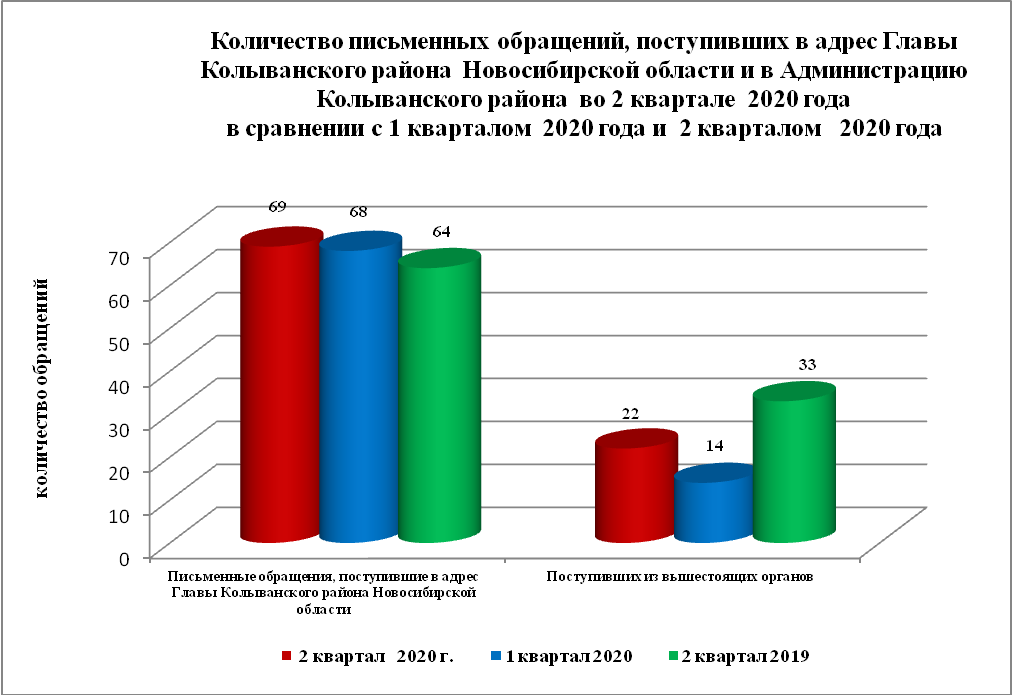 Количество письменных обращений, поступивших в адрес Главы
Колыванского района Новосибирской области и в Администрацию
Колыванского района во 2 квартале 2020 года
в сравнении с 1 кварталом 2020 года и 2 кварталом 2020 года
количество обращений
70
60
50
40
30
20
10
0
69
68
64
22
14
33
Письменные обращения, поступившие в адрес
Главы Колыванского района Новосибирской
области
Поступивших из вышестоящих органов
2 квартал 2020 г.
1 квартал 2020
2 квартал 2019